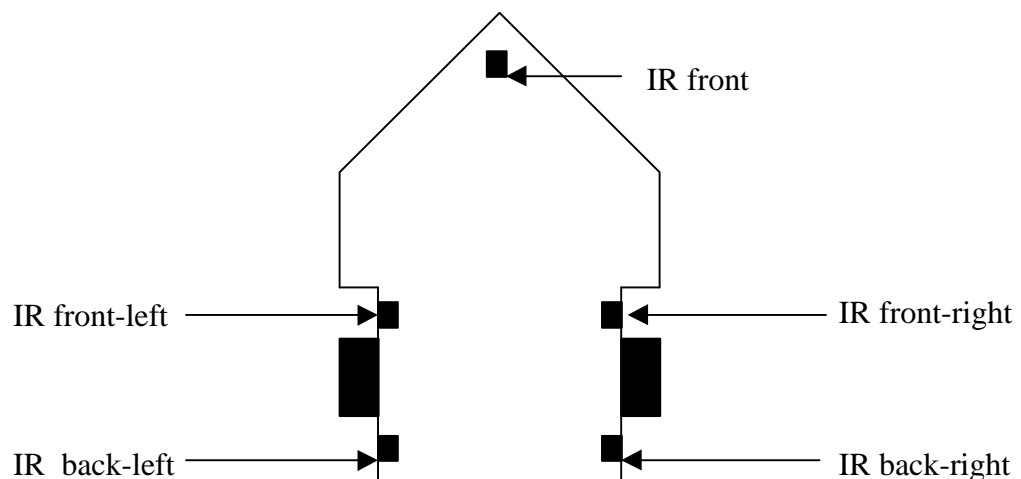 IR front
IR front-left
IR front-right
IR  back-left
IR back-right